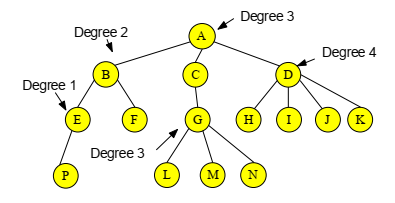 Degree 3
Degree 2
A
Degree 4
B
C
D
Degree 1
E
F
G
H
I
J
K
Degree 3
P
L
M
N